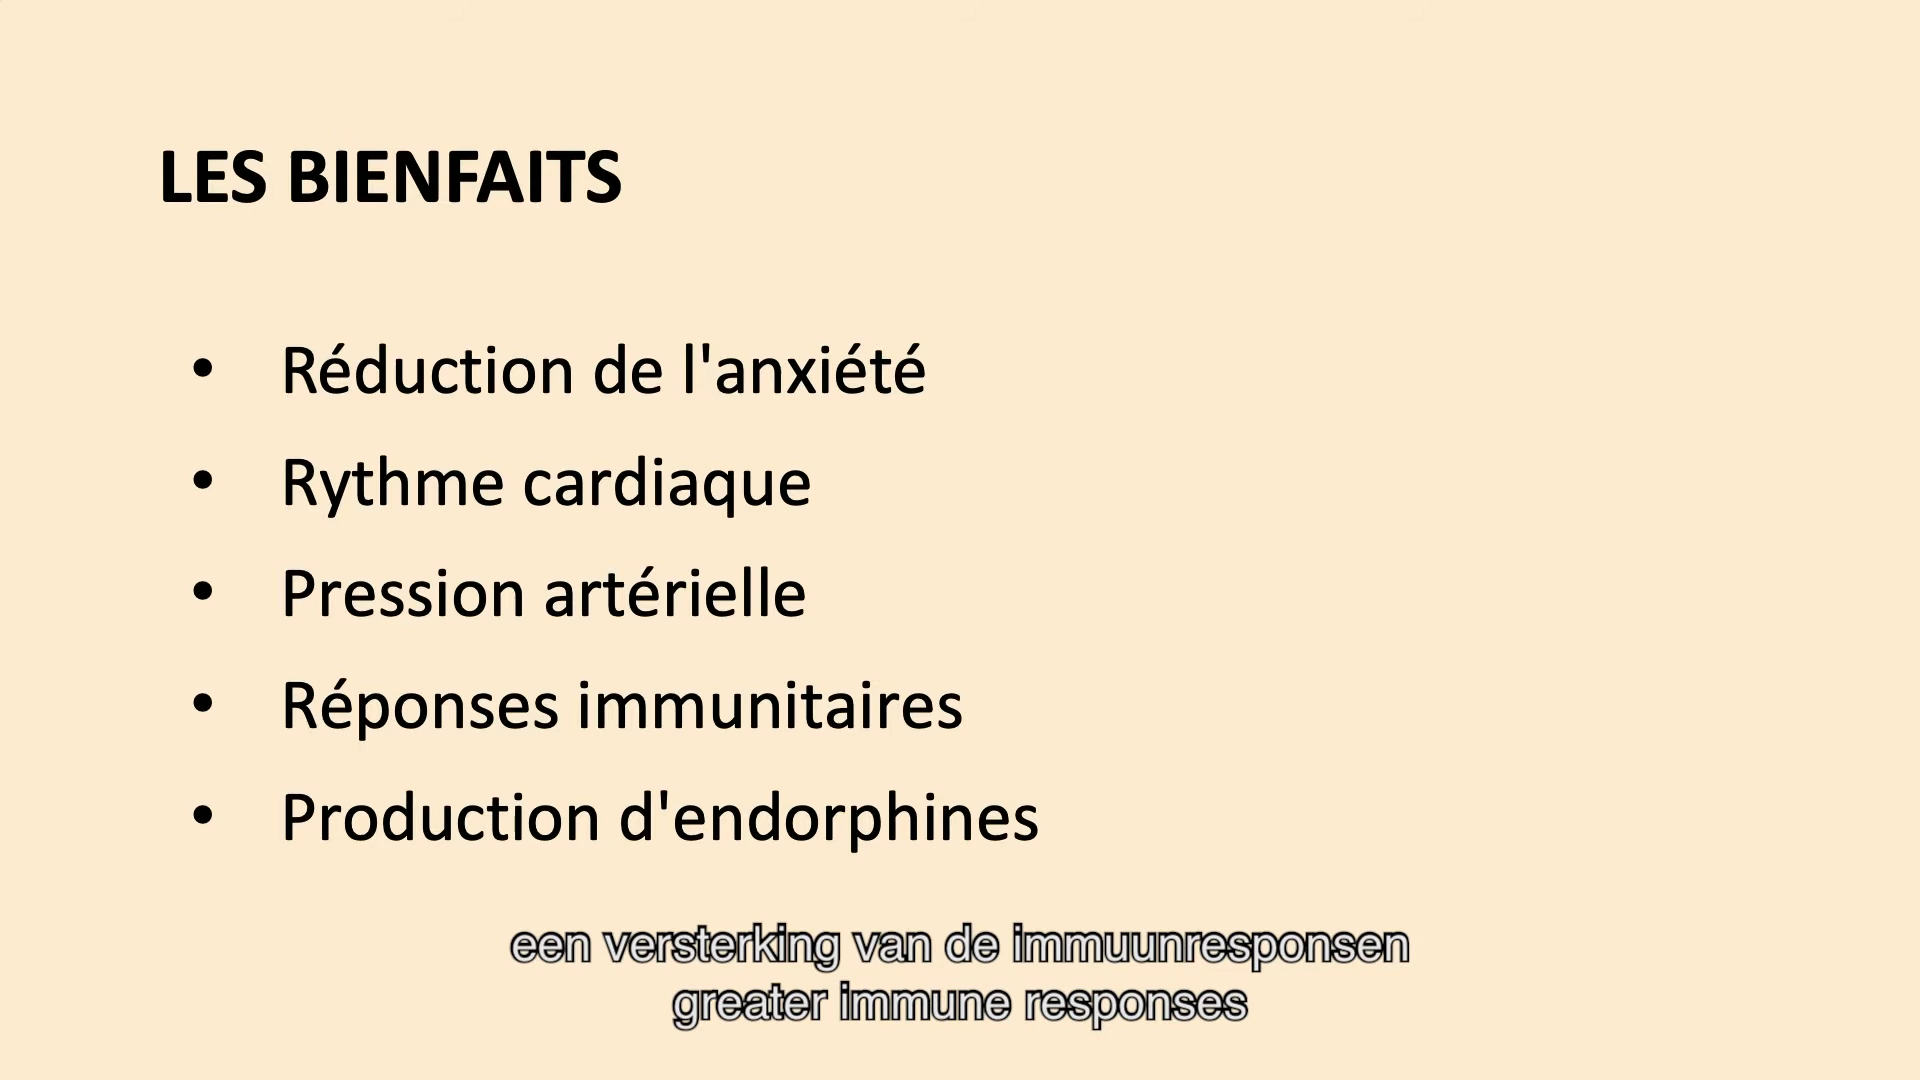 LES BIENFAITS
• Réduction de l'anxiété
• Rythme cardiaque
• Pression artérielle
• Réponses immunitaires
• Production d'endorphines
een versterking van de immuunresponsen
greater immune responses